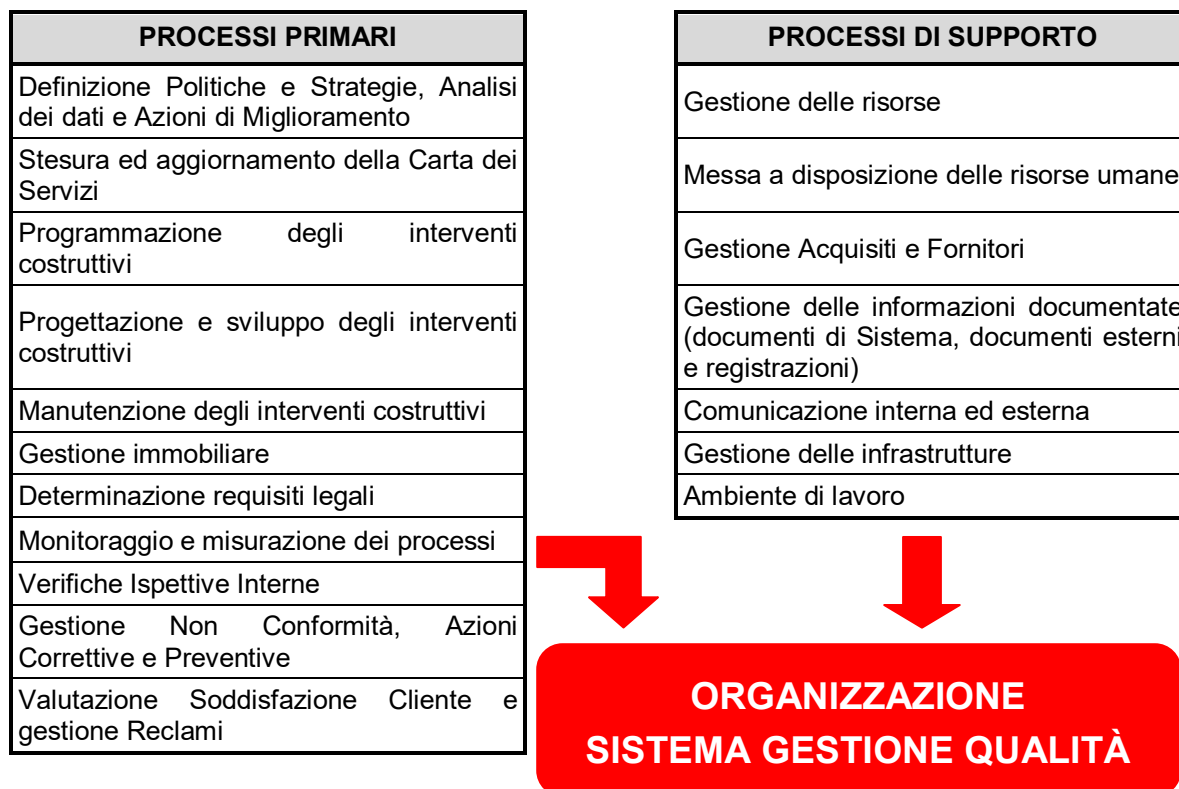 PROCESSI PRIMARI
Definizione Politiche e Strategie, Analisi
dei dati e Azioni di Miglioramento
Stesura ed aggiornamento della Carta dei
Servizi
Programmazione degli interventi
costruttivi
Progettazione e sviluppo degli interventi
costruttivi
Manutenzione degli interventi costruttivi
Gestione immobiliare
Determinazione requisiti legali
Monitoraggio e misurazione dei processi
Verifiche Ispettive Interne
Gestione Non Conformità, Azioni
Correttive e Preventive
Valutazione Soddisfazione Cliente e
gestione Reclami
PROCESSI DI SUPPORTO
Gestione delle risorse
Messa a disposizione delle risorse umane
Gestione Acquisiti e Fornitori
Gestione delle informazioni documentate
(documenti di Sistema, documenti esterni
e registrazioni)
Comunicazione interna ed esterna
Gestione delle infrastrutture
Ambiente di lavoro
ORGANIZZAZIONE
SISTEMA GESTIONE QUALITÀ